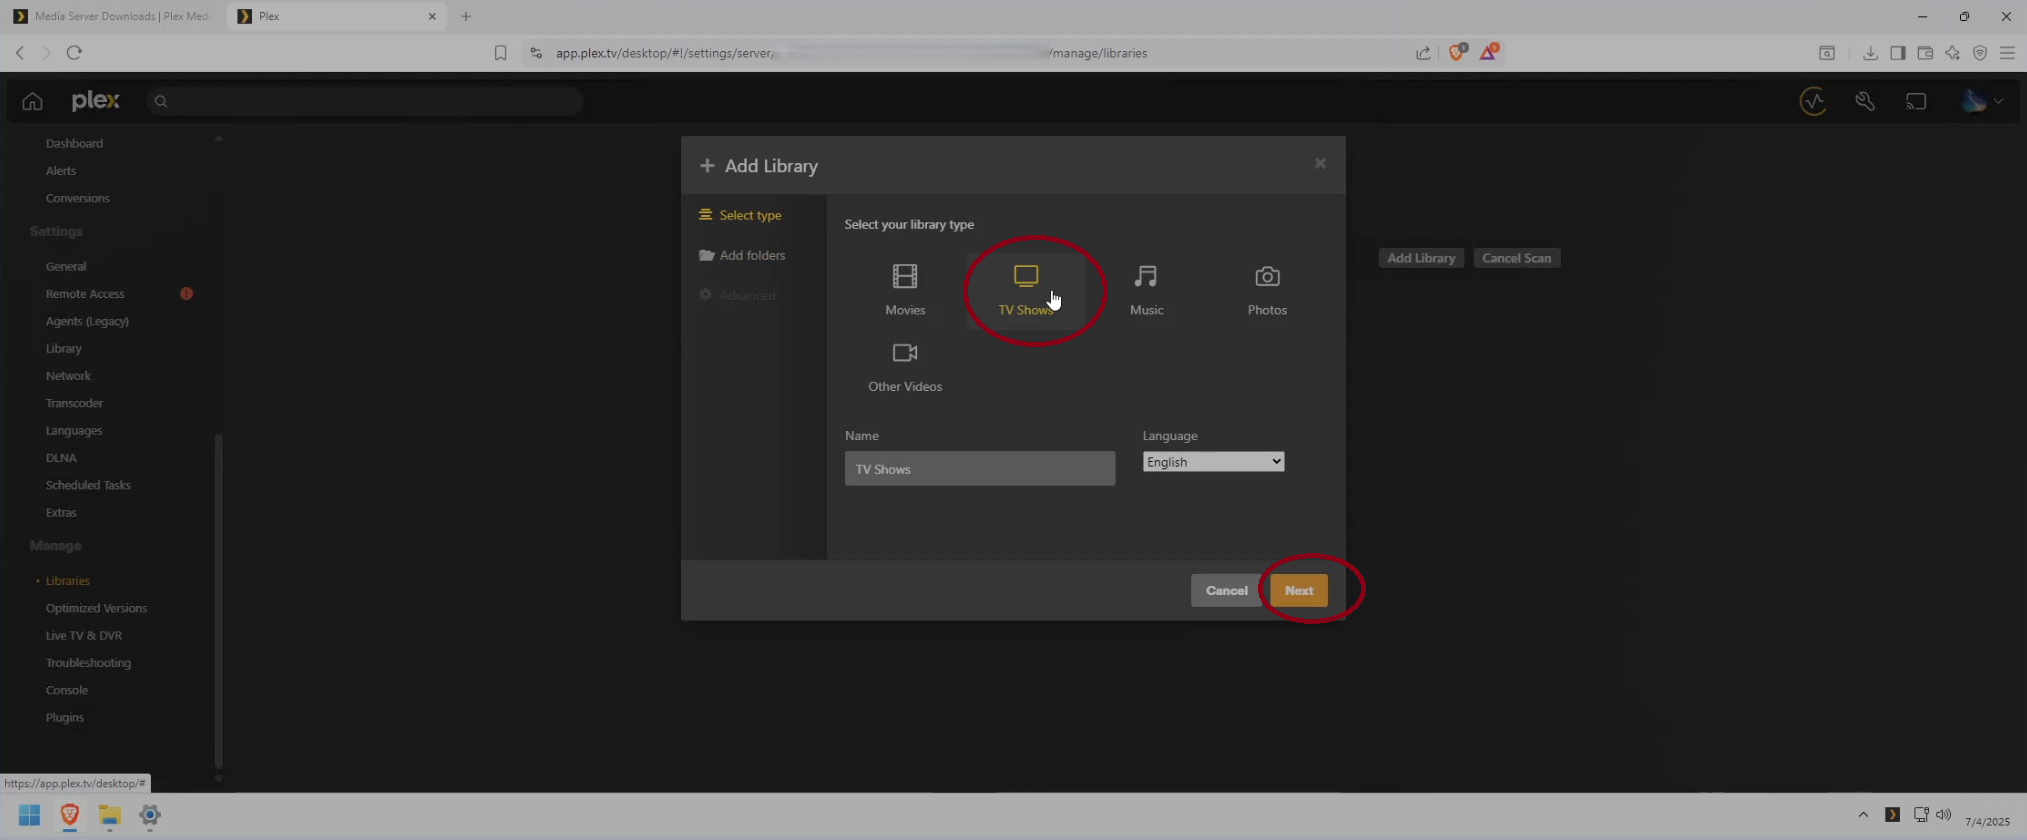 Media Server Downloads | Plex Medi
Plex
app.plex.tv/desktop/#!/settings/server/
/manage/libraries
1
1
plex
Dashboard
Alerts
Conversions
Settings
General
Remote Access
Agents (Legacy)
Library
Network
Transcoder
Languages
DLNA
Scheduled Tasks
Extras
Manage
Libraries
Optimized Versions
Live TV & DVR
Troubleshooting
Console
Plugins
Add Library
Select type
Add folders
Advanced
Select your library type
Movies
TV Shows
Music
Photos
Other Videos
Name
Language
TV Shows
English
Cancel
Next
Add Library
Cancel Scan
https://app.plex.tv/desktop/#
7/4/2025